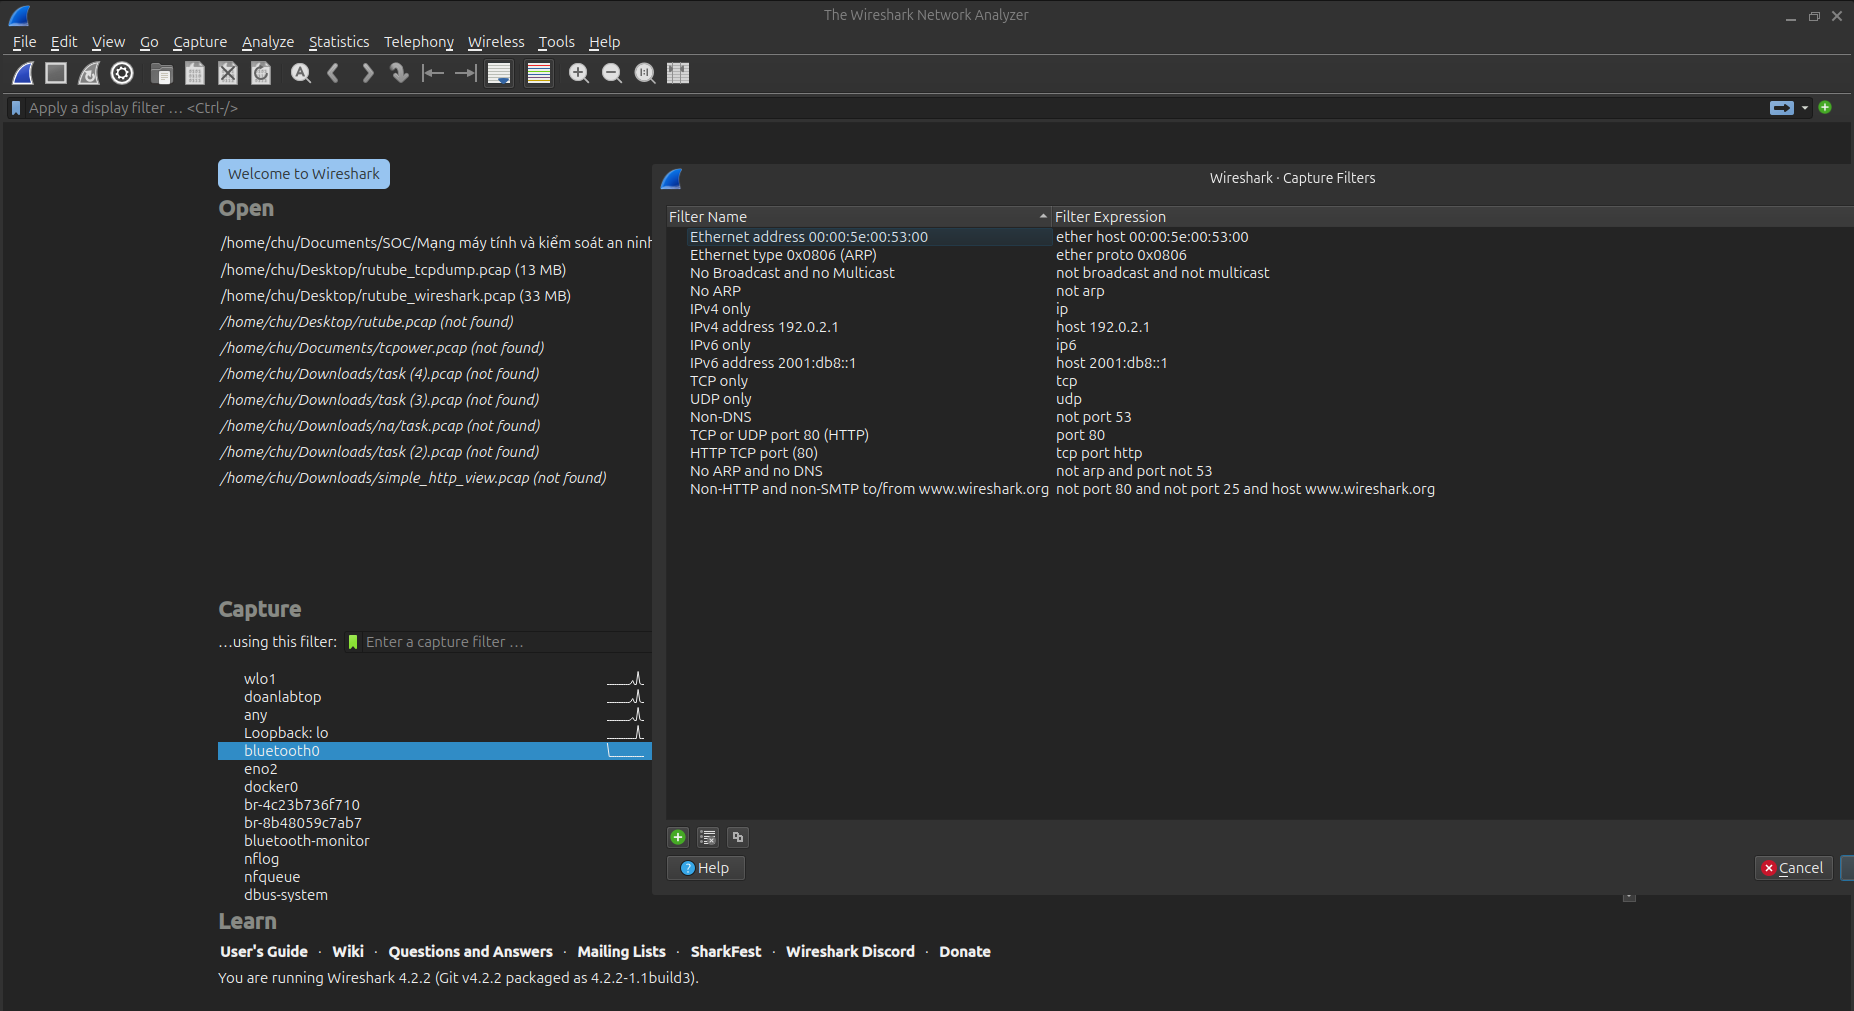 The Wireshark Network Analyzer
File Edit View Go Capture Analyze Statistics Telephony Wireless Tools Help
Apply a display filter … <Ctrl-/>
Welcome to Wireshark
Open
/home/chu/Documents/SOC/Mạng máy tính và kiểm soát an ninh
/home/chu/Desktop/rutube_tcpdump.pcap (13 MB)
/home/chu/Desktop/rutube_wireshark.pcap (33 MB)
/home/chu/Desktop/rutube.pcap (not found)
/home/chu/Documents/tcpower.pcap (not found)
/home/chu/Downloads/task (4).pcap (not found)
/home/chu/Downloads/task (3).pcap (not found)
/home/chu/Downloads/na/task.pcap (not found)
/home/chu/Downloads/task (2).pcap (not found)
/home/chu/Downloads/simple_http_view.pcap (not found)
Capture
…using this filter: Enter a capture filter …
wlo1
doanlabtop
any
Loopback: lo
bluetooth0
eno2
docker0
br-4c23b736f710
br-8b48059c7ab7
bluetooth-monitor
nflog
nfqueue
dbus-system
Wireshark · Capture Filters
Filter Name Filter Expression
Ethernet address 00:00:5e:00:53:00 ether host 00:00:5e:00:53:00
Ethernet type 0x0806 (ARP) ether proto 0x0806
No Broadcast and no Multicast not broadcast and not multicast
No ARP not arp
IPv4 only ip
IPv4 address 192.0.2.1 host 192.0.2.1
IPv6 only ip6
IPv6 address 2001:db8::1 host 2001:db8::1
TCP only tcp
UDP only udp
Non-DNS not port 53
TCP or UDP port 80 (HTTP) port 80
HTTP TCP port (80) tcp port http
No ARP and no DNS not arp and port not 53
Non-HTTP and non-SMTP to/from www.wireshark.org not port 80 and not port 25 and host www.wireshark.org
Help Cancel
Learn
User's Guide · Wiki · Questions and Answers · Mailing Lists · SharkFest · Wireshark Discord · Donate
You are running Wireshark 4.2.2 (Git v4.2.2 packaged as 4.2.2-1.1build3).